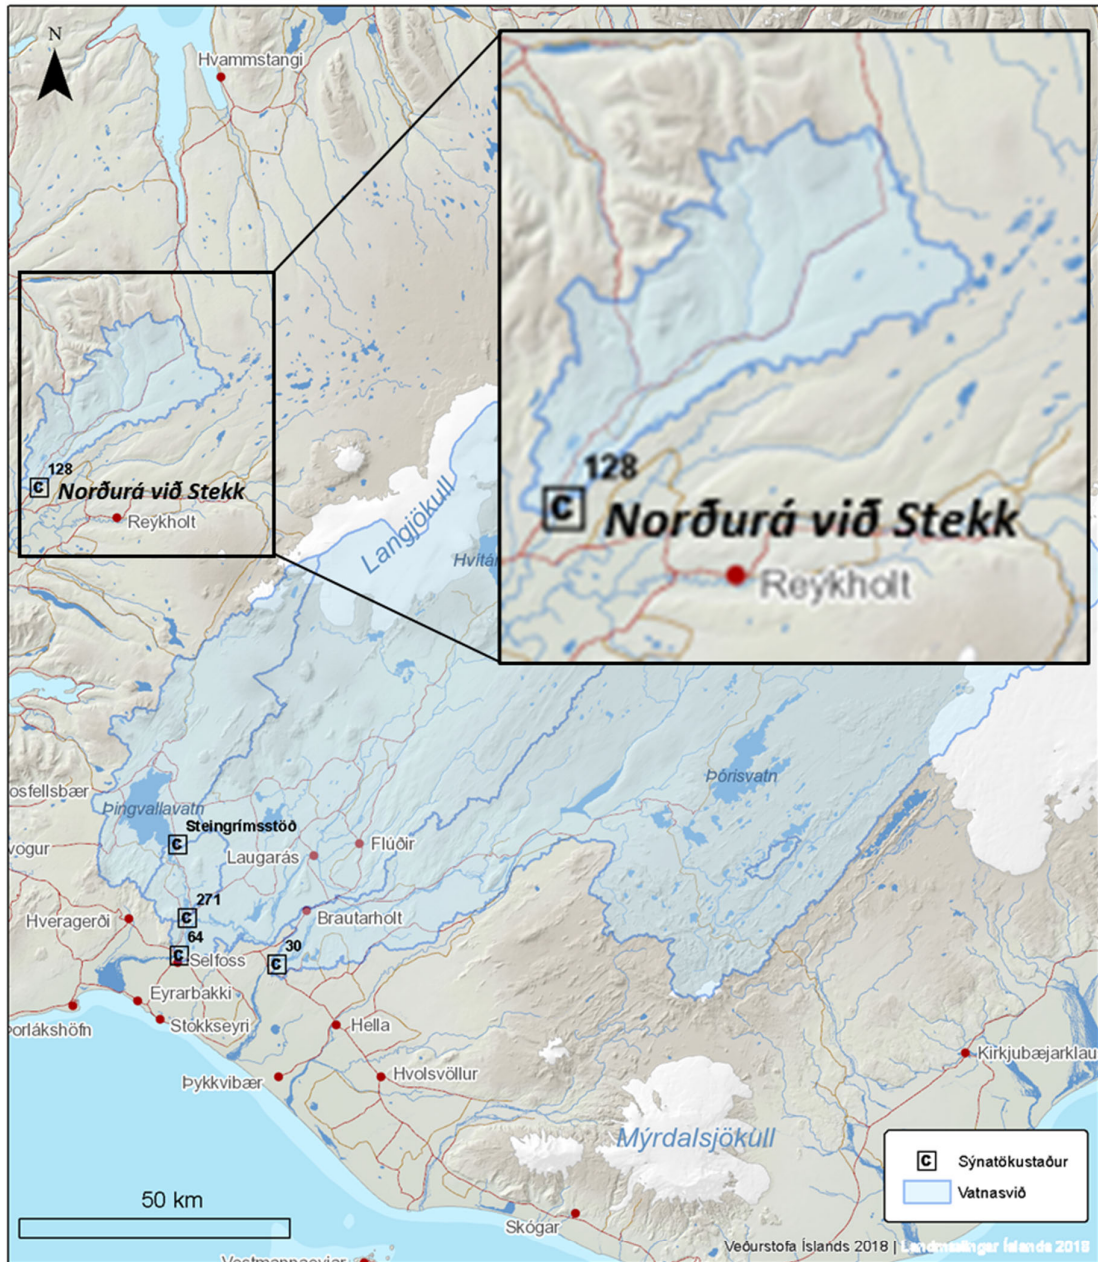 N
Hvammstangi
128
Norðurá við Stekk
Reykholt
128
Norðurá við Stekk
Reykholt
Langjökull
Hvítár
Þórisvatn
osfellsbær
Þingvallavatn
Steingrímsstöð
vogur
Laugarás
Flúðir
271
Hveragerði
Brautarholt
64
30
Selfoss
Eyrarbakki
Þorlákshöfn
Stokkseyri
Hella
Þykkvibær
Hvolsvöllur
Kirkjubæjarklau
Mýrdalsjökull
C Sýnatökustaður
Vatnasvið
50 km
Skógar
Veðurstofa Íslands 2018 | Landmælingar Íslands 2018